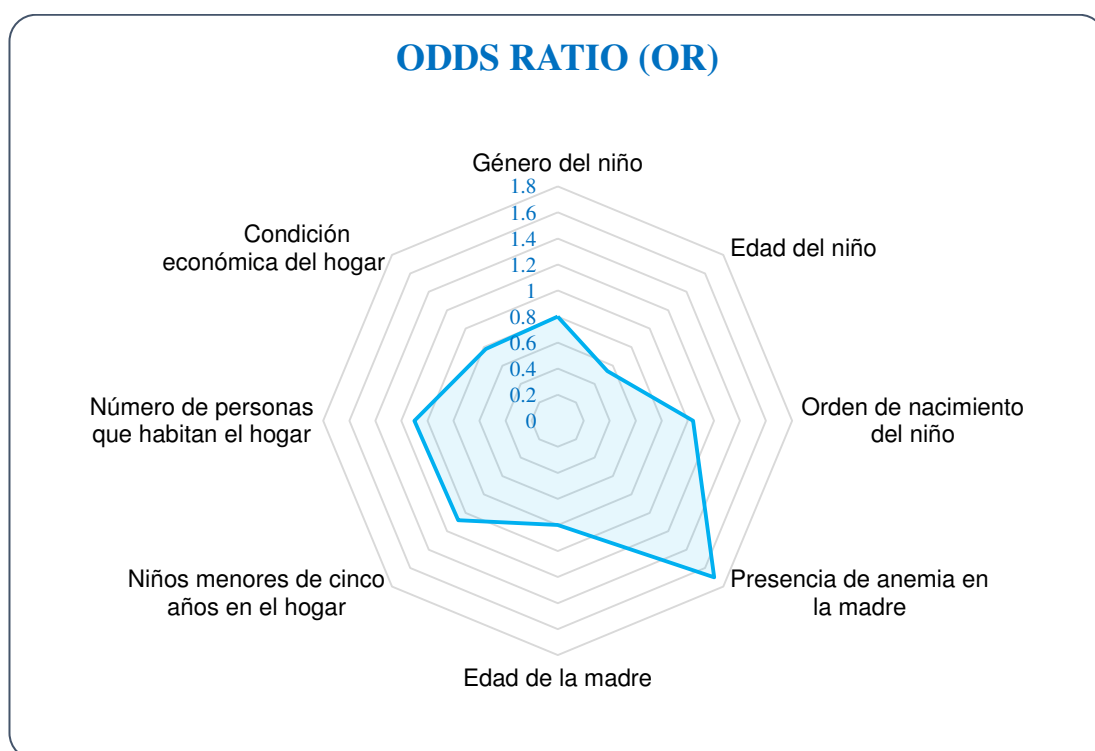 ODDS RATIO (OR)
Género del niño
1.8
1.6
1.4
1.2
1
0.8
0.6
0.4
0.2
0
Edad del niño
Orden de nacimiento
del niño
Presencia de anemia en
la madre
Edad de la madre
Niños menores de cinco
años en el hogar
Número de personas
que habitan el hogar
Condición
económica del hogar